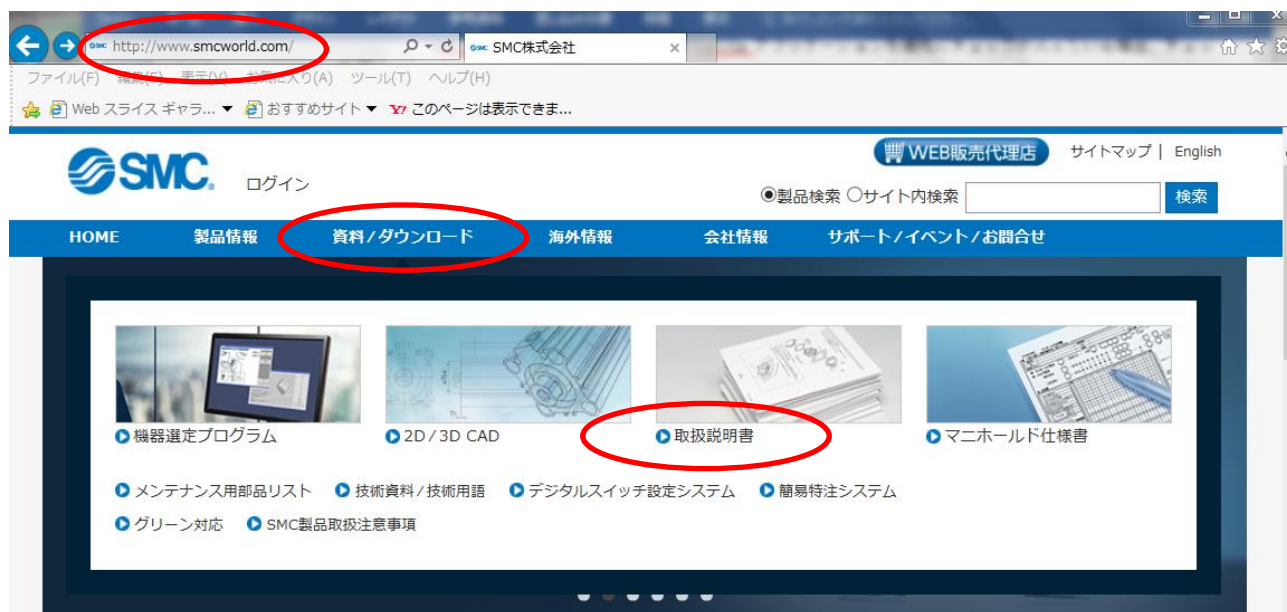 http://www.smcworld.com/ SMC株式会社
ファイル(F) 編集(E) 表示(V) お気に入り(A) ツール(T) ヘルプ(H)
Web スライス ギャラ... おすすめサイト このページは表示できま...
WEB販売代理店 サイトマップ | English
SMC. ログイン
製品検索 サイト内検索 検索
HOME 製品情報 資料/ダウンロード 海外情報 会社情報 サポート/イベント/お問合せ
機器選定プログラム 2D/3D CAD 取扱説明書 マニホールド仕様書
メンテナンス用部品リスト 技術資料/技術用語 デジタルスイッチ設定システム 簡易特注システム
グリーン対応 SMC製品取扱注意事項